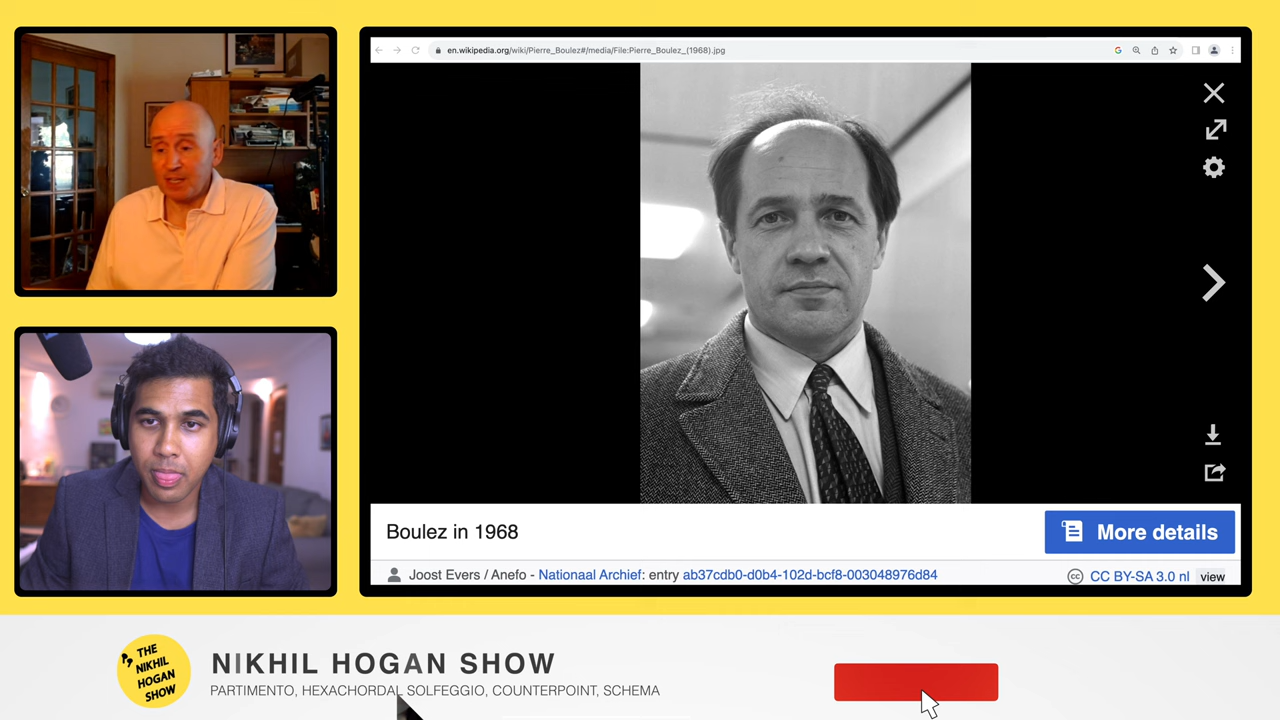 en.wikipedia.org/wiki/Pierre_Boulez#/media/File:Pierre_Boulez_(1968).jpg
Boulez in 1968
More details
Joost Evers / Anefo - Nationaal Archief: entry ab37cdb0-d0b4-102d-bcf8-003048976d84
cc CC BY-SA 3.0 nl view
THE
NIKHIL
HOGAN
SHOW
NIKHIL HOGAN SHOW
PARTIMENTO, HEXACHORDAL SOLFEGGIO, COUNTERPOINT, SCHEMA